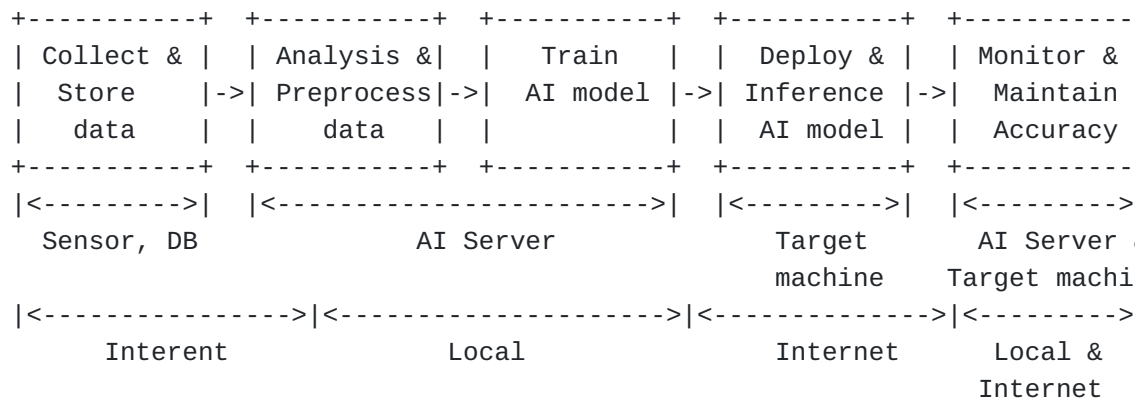 +-----------+  +-----------+  +-----------+  +-----------+  +-----------
| Collect & |  | Analysis &|  |   Train   |  |  Deploy & |  | Monitor &
|  Store    |->| Preprocess|->|  AI model |->| Inference |->|  Maintain
|   data    |  |    data   |  |           |  |  AI model |  |  Accuracy
+-----------+  +-----------+  +-----------+  +-----------+  +-----------
|<--------->|  |<------------------------>|  |<--------->|  |<--------->
Sensor, DB AI Server Target AI Server
machine Target
|<---------------->|<--------------------->|<-------------->|<--------->
Interent Local Internet Local &
Internet